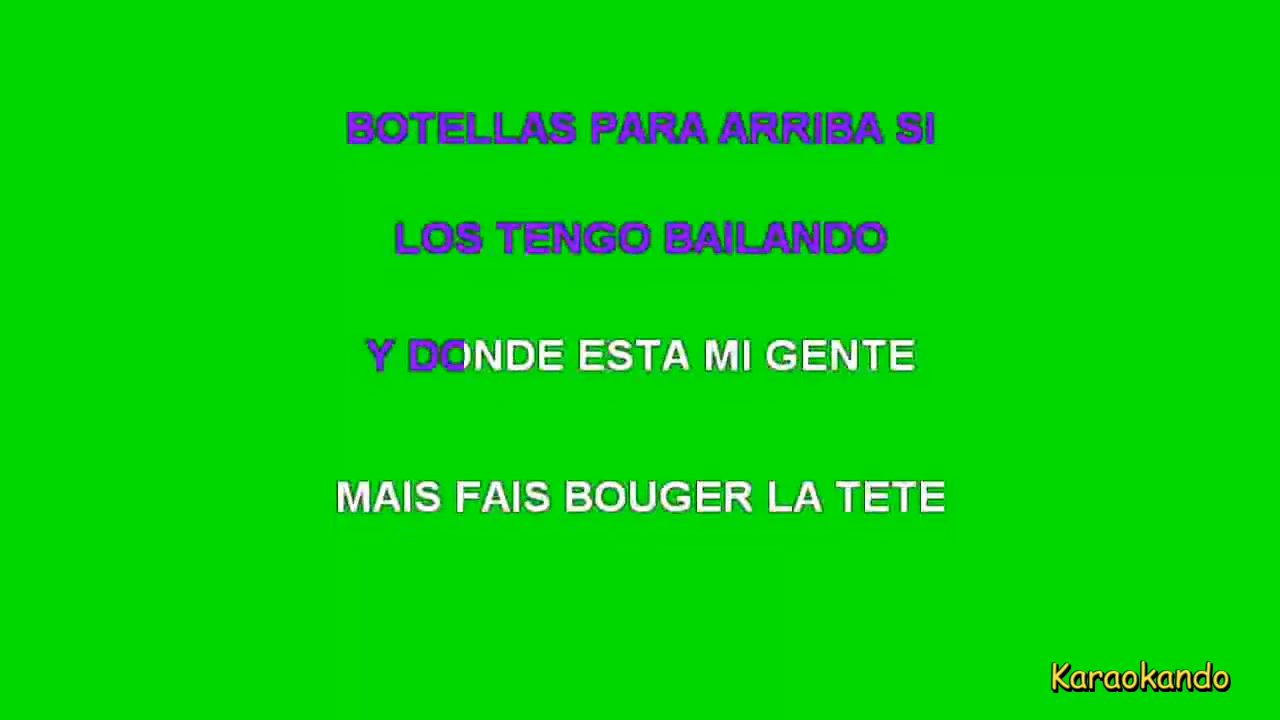 BOTELLAS PARA ARRIBA SI
LOS TENGO BAILANDO
Y DONDE ESTA MI GENTE
MAIS FAIS BOUGER LA TETE
Karaokando